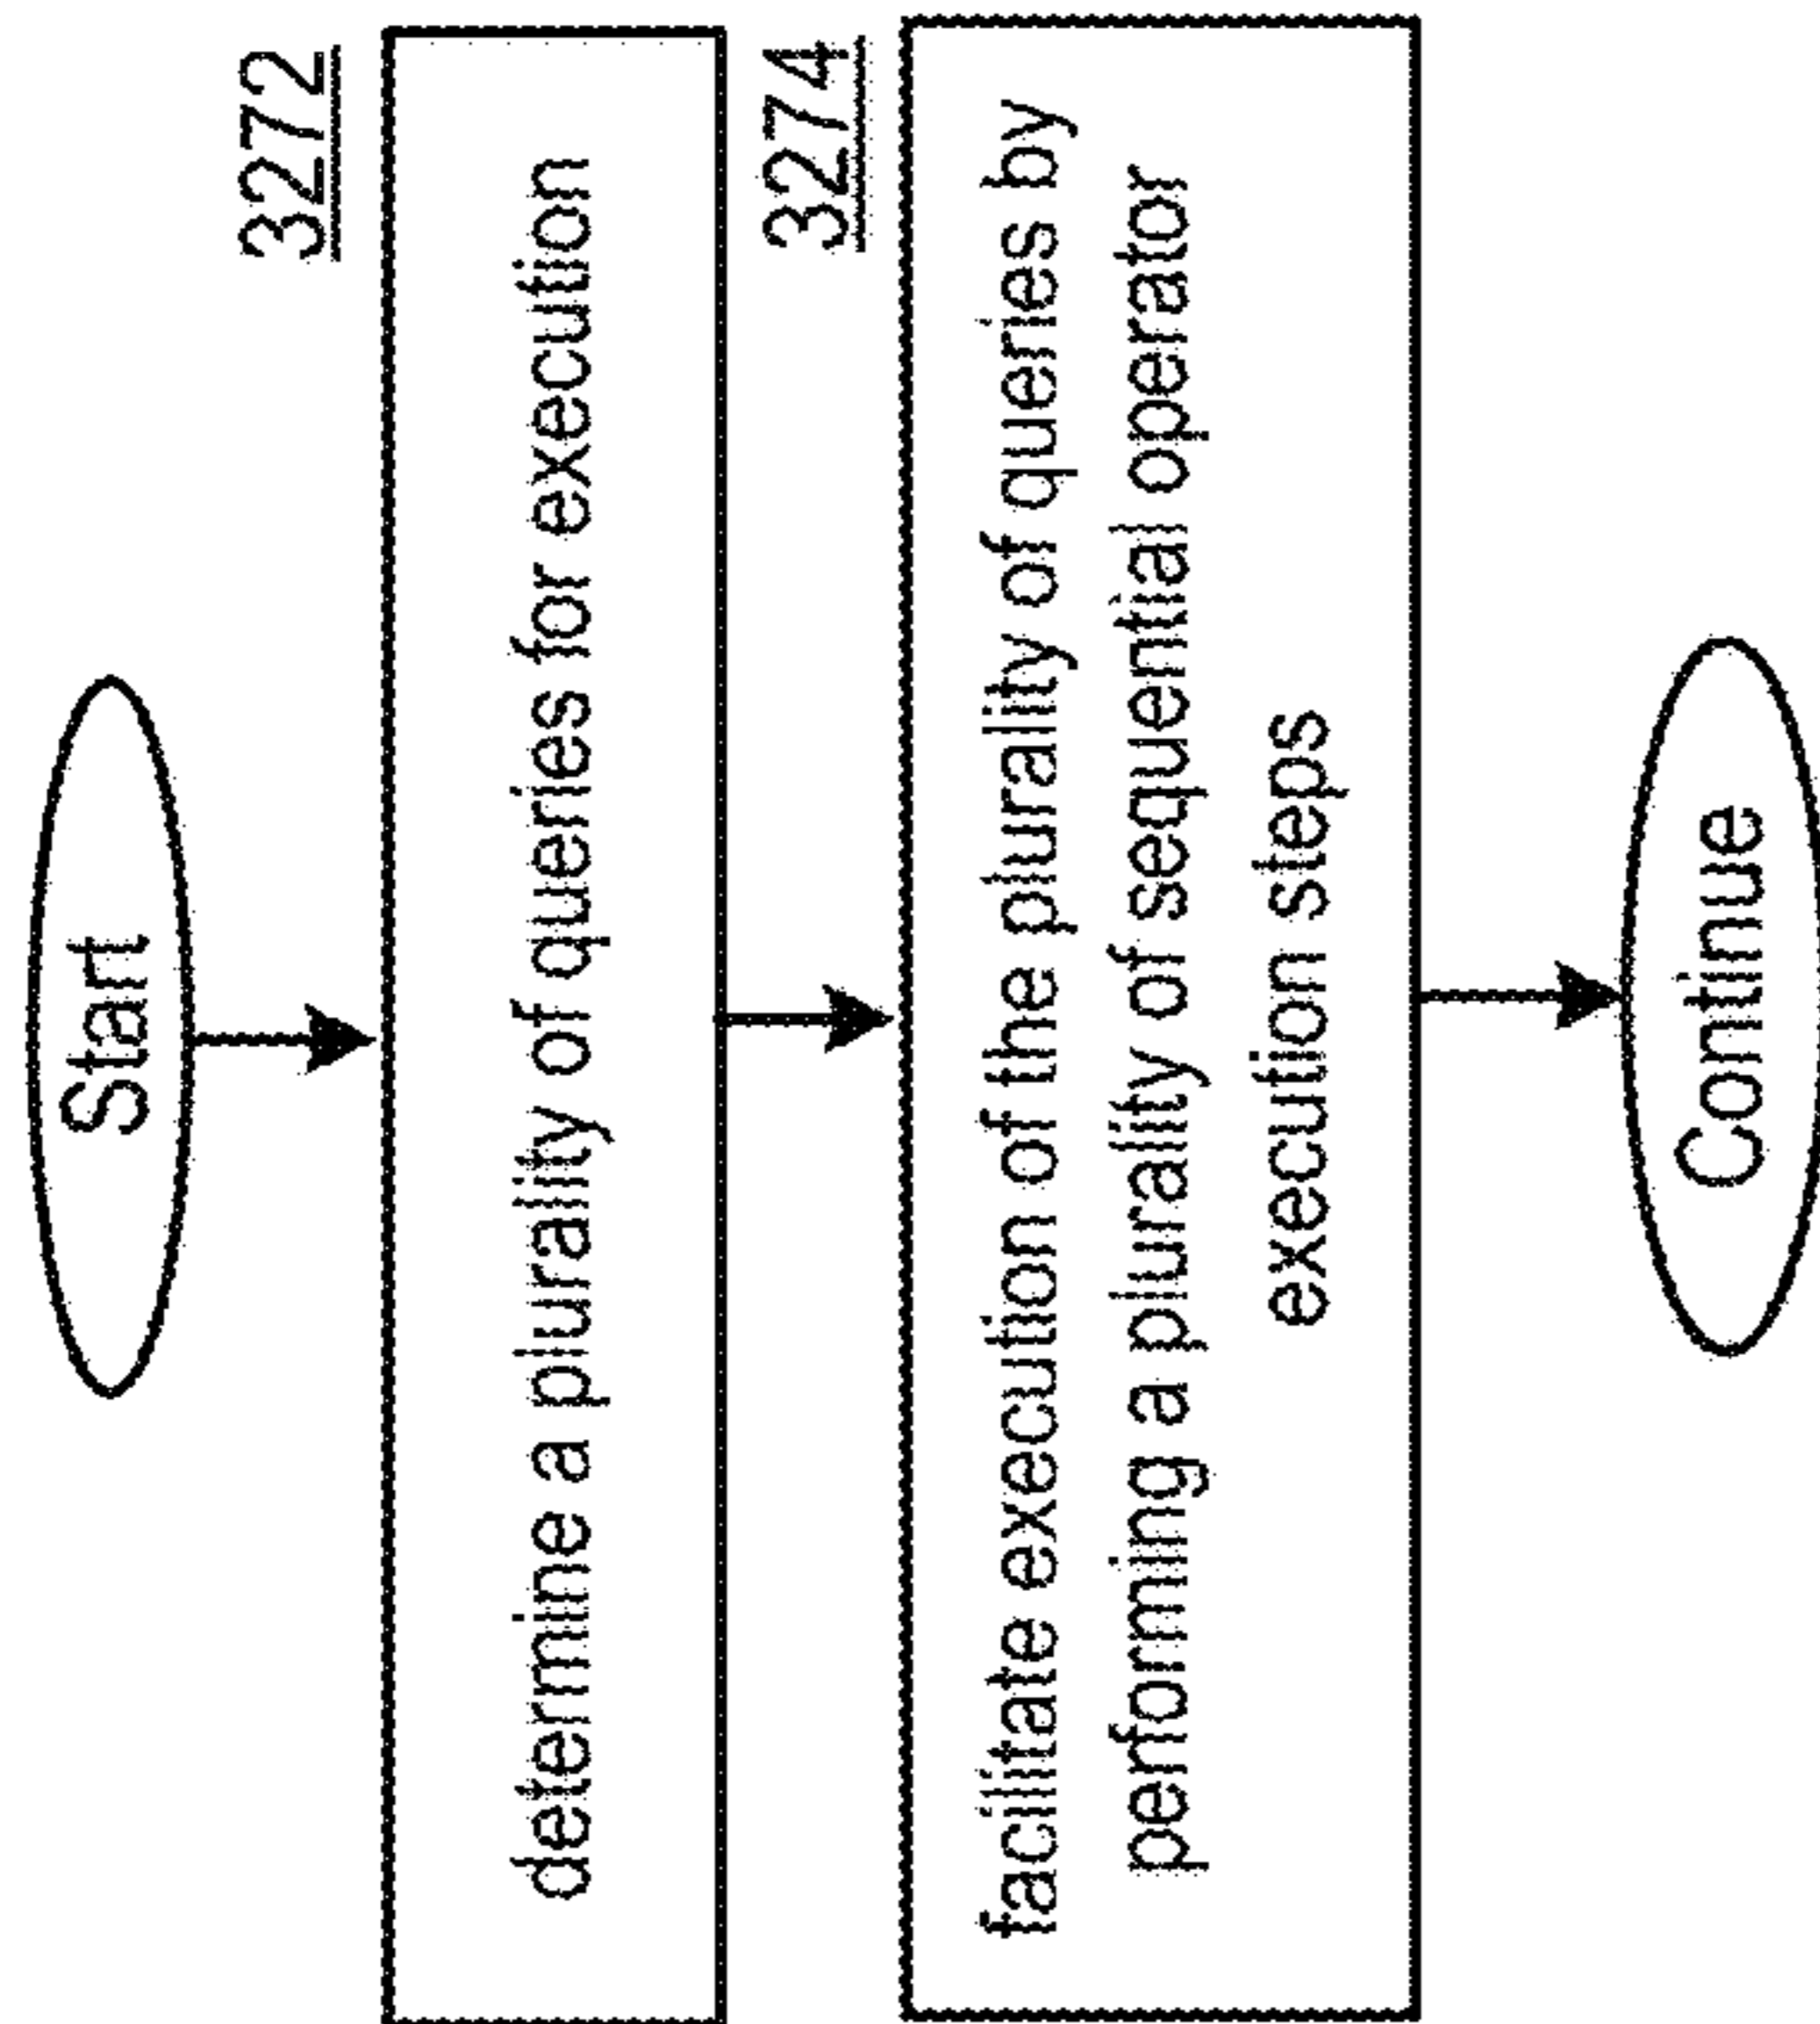 Start
3272
determine a plurality of queries for execution
3274
facilitate execution of the plurality of queries by
performing a plurality of sequential operator
execution steps
Continue